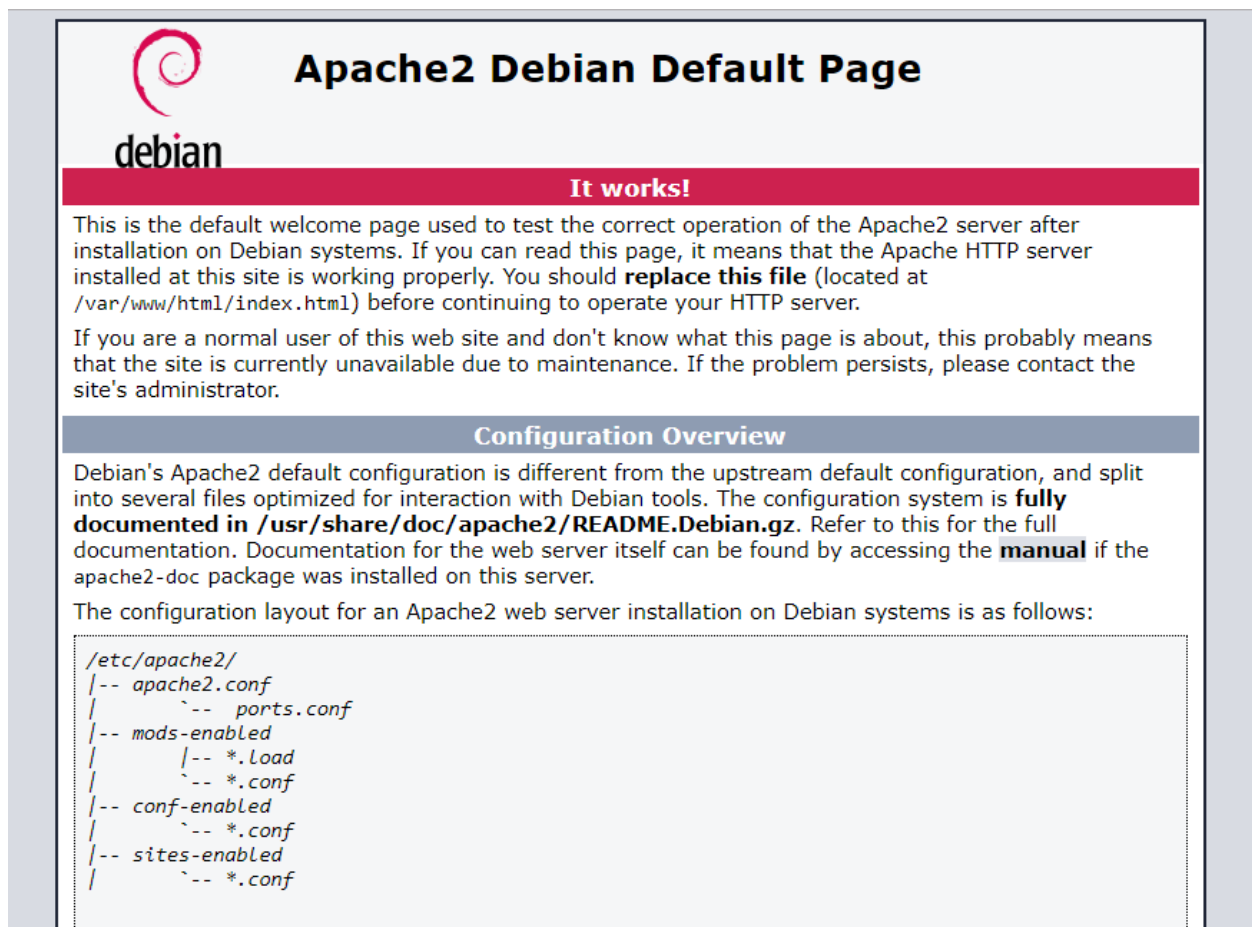 debian
Apache2 Debian Default Page
It works!
This is the default welcome page used to test the correct operation of the Apache2 server after
installation on Debian systems. If you can read this page, it means that the Apache HTTP server
installed at this site is working properly. You should replace this file (located at
/var/www/html/index.html) before continuing to operate your HTTP server.
If you are a normal user of this web site and don't know what this page is about, this probably means
that the site is currently unavailable due to maintenance. If the problem persists, please contact the
site's administrator.
Configuration Overview
Debian's Apache2 default configuration is different from the upstream default configuration, and split
into several files optimized for interaction with Debian tools. The configuration system is fully
documented in /usr/share/doc/apache2/README.Debian.gz. Refer to this for the full
documentation. Documentation for the web server itself can be found by accessing the manual if the
apache2-doc package was installed on this server.
The configuration layout for an Apache2 web server installation on Debian systems is as follows:
/etc/apache2/
|-- apache2.conf
|       `--  ports.conf
|-- mods-enabled
|       |-- *.load
|       `-- *.conf
|-- conf-enabled
|       `-- *.conf
|-- sites-enabled
|       `-- *.conf